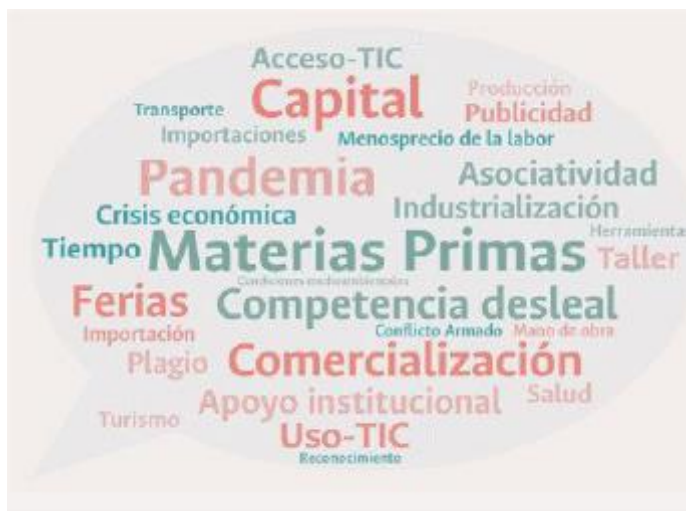 Acceso-TIC
Capital
Producción
Transporte
Publicidad
Importaciones
Menosprecio de la labor
Pandemia
Asociatividad
Crisis económica
Industrialización
Herramientas
Tiempo
Materias Primas
Taller
Condiciones medioambientales
Ferias
Competencia desleal
Importación
Conflicto Armado
Mano de obra
Plagio
Comercialización
Apoyo institucional
Salud
Turismo
Uso-TIC
Reconocimiento